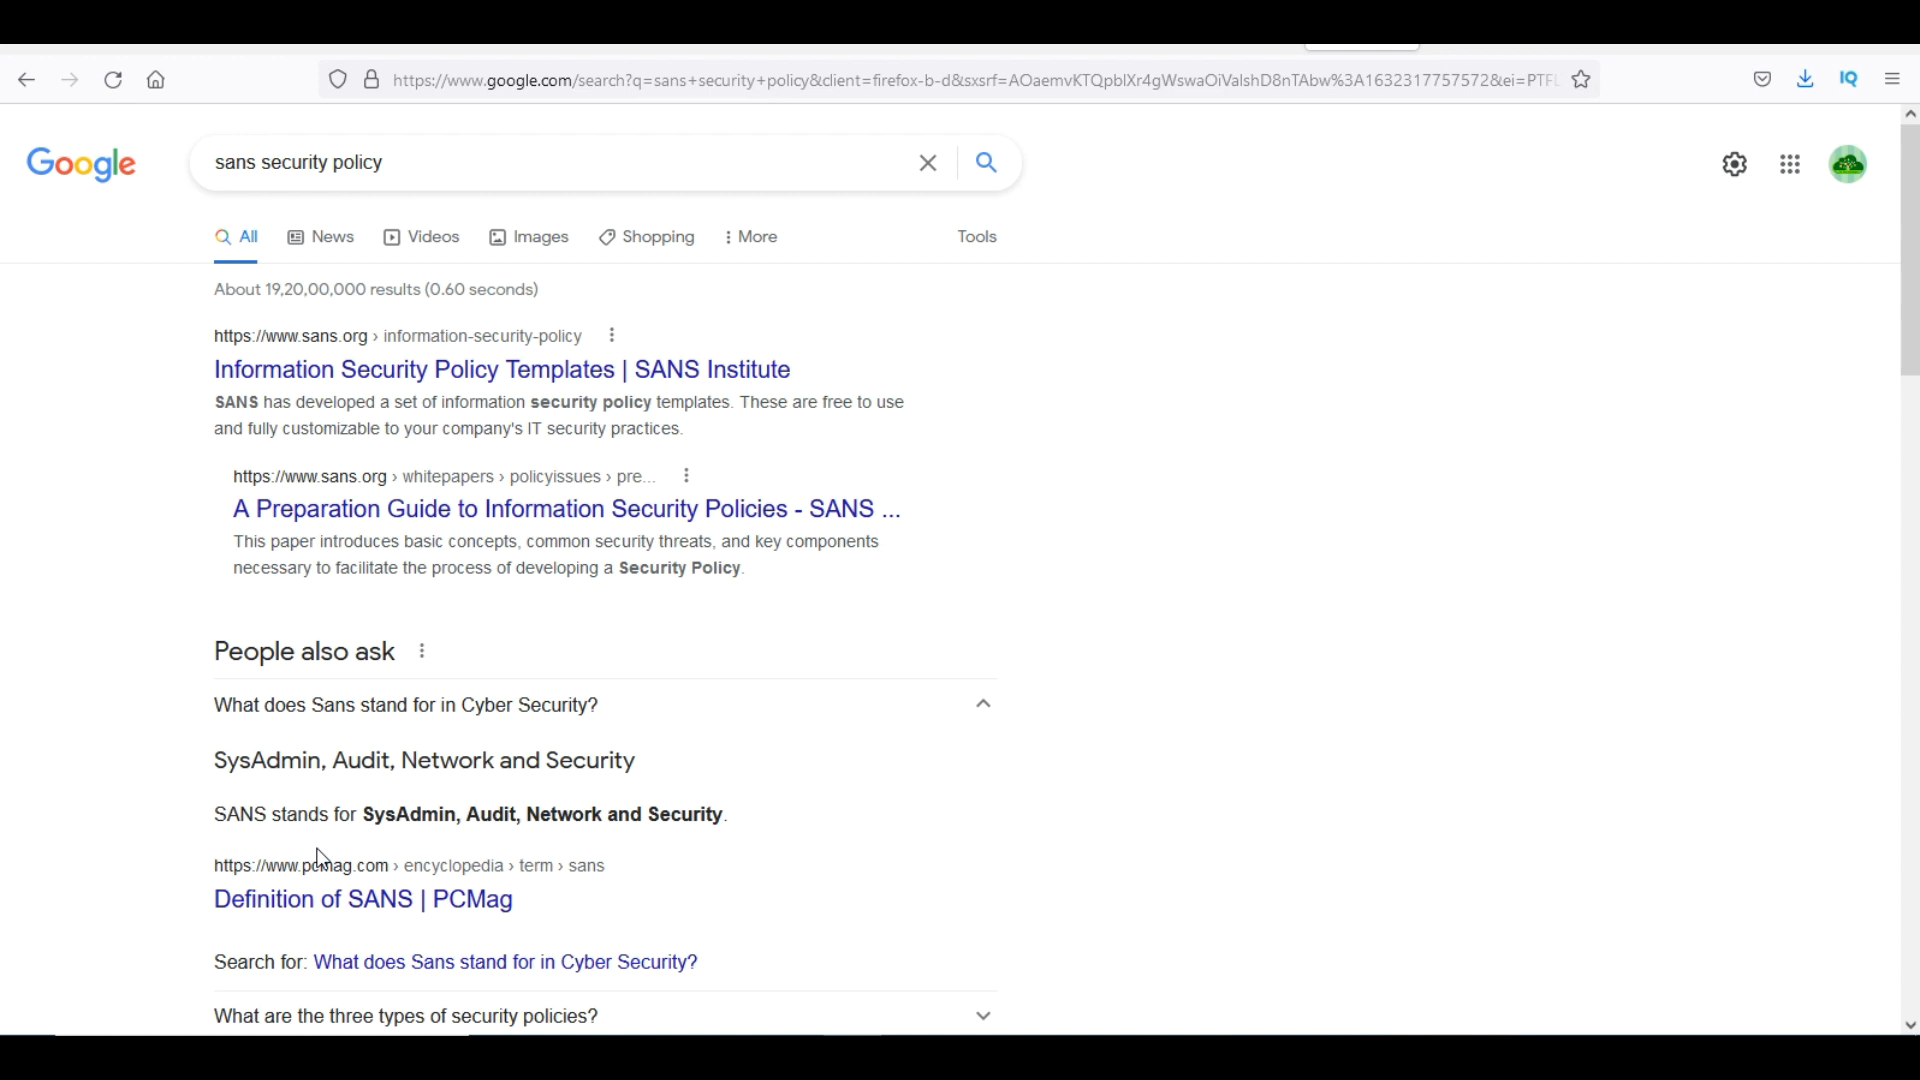 https://www.google.com/search?q=sans+security+policy&client=firefox-b-d&sxsrf=AOaemvKTQpblXr4gWswaOiValshD8nTAbw%3A1632317757572&ei=PTFL
IQ
Google
sans security policy
All News Videos Images Shopping More Tools
About 19,20,00,000 results (0.60 seconds)
https://www.sans.org › information-security-policy
Information Security Policy Templates | SANS Institute
SANS has developed a set of information security policy templates. These are free to use
and fully customizable to your company's IT security practices.
https://www.sans.org › whitepapers › policyissues › pre...
A Preparation Guide to Information Security Policies - SANS ...
This paper introduces basic concepts, common security threats, and key components
necessary to facilitate the process of developing a Security Policy.
People also ask
What does Sans stand for in Cyber Security?
SysAdmin, Audit, Network and Security
SANS stands for SysAdmin, Audit, Network and Security.
https://www.pcmag.com › encyclopedia › term › sans
Definition of SANS | PCMag
Search for: What does Sans stand for in Cyber Security?
What are the three types of security policies?